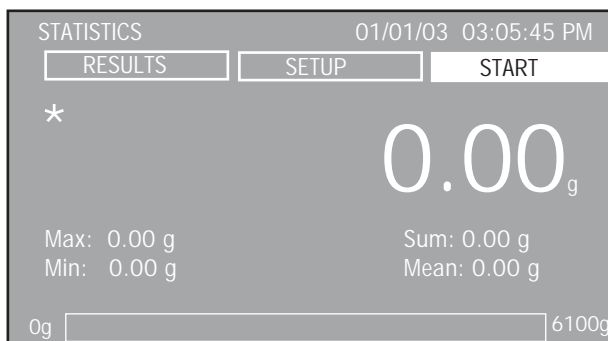 STATISTICS 01/01/03 03:05:45 PM
RESULTS SETUP START
*
0.00g
Max: 0.00 g Sum: 0.00 g
Min: 0.00 g Mean: 0.00 g
0g 6100g